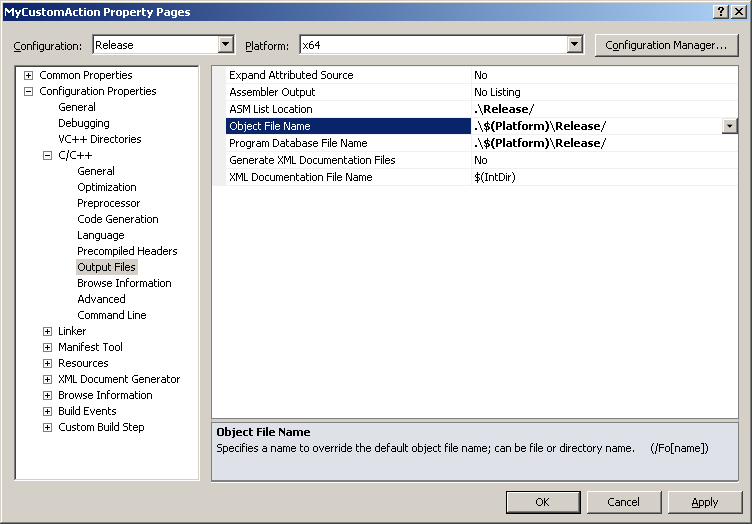 MyCustomAction Property Pages
Configuration: Release Platform: x64 Configuration Manager...
Common Properties
Configuration Properties
General
Debugging
VC++ Directories
C/C++
General
Optimization
Preprocessor
Code Generation
Language
Precompiled Headers
Output Files
Browse Information
Advanced
Command Line
Linker
Manifest Tool
Resources
XML Document Generator
Browse Information
Build Events
Custom Build Step
Expand Attributed Source No
Assembler Output No Listing
ASM List Location .\Release/
Object File Name .\$(Platform)\Release/
Program Database File Name .\$(Platform)\Release/
Generate XML Documentation Files No
XML Documentation File Name $(IntDir)
Object File Name
Specifies a name to override the default object file name; can be file or directory name. (/Fo[name])
OK Cancel Apply